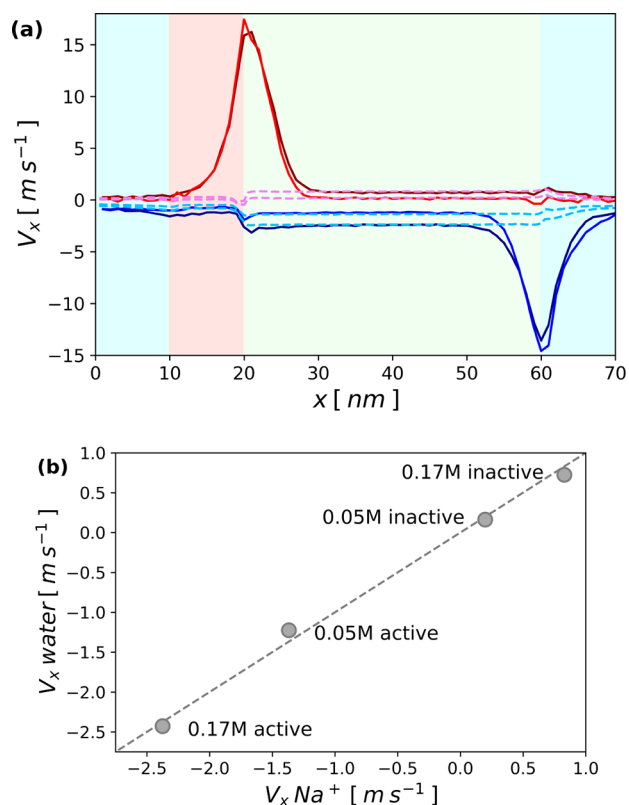 (a)
15
10
5
0
−5
−10
−15
V_x [ m s⁻¹ ]
0 10 20 30 40 50 60 70
x [ nm ]
(b)
1.0
0.5
0.0
−0.5
−1.0
−1.5
−2.0
−2.5
V_x water [ m s⁻¹ ]
0.17M inactive
0.05M inactive
0.05M active
0.17M active
−2.5 −2.0 −1.5 −1.0 −0.5 0.0 0.5 1.0
V_x Na⁺ [ m s⁻¹ ]